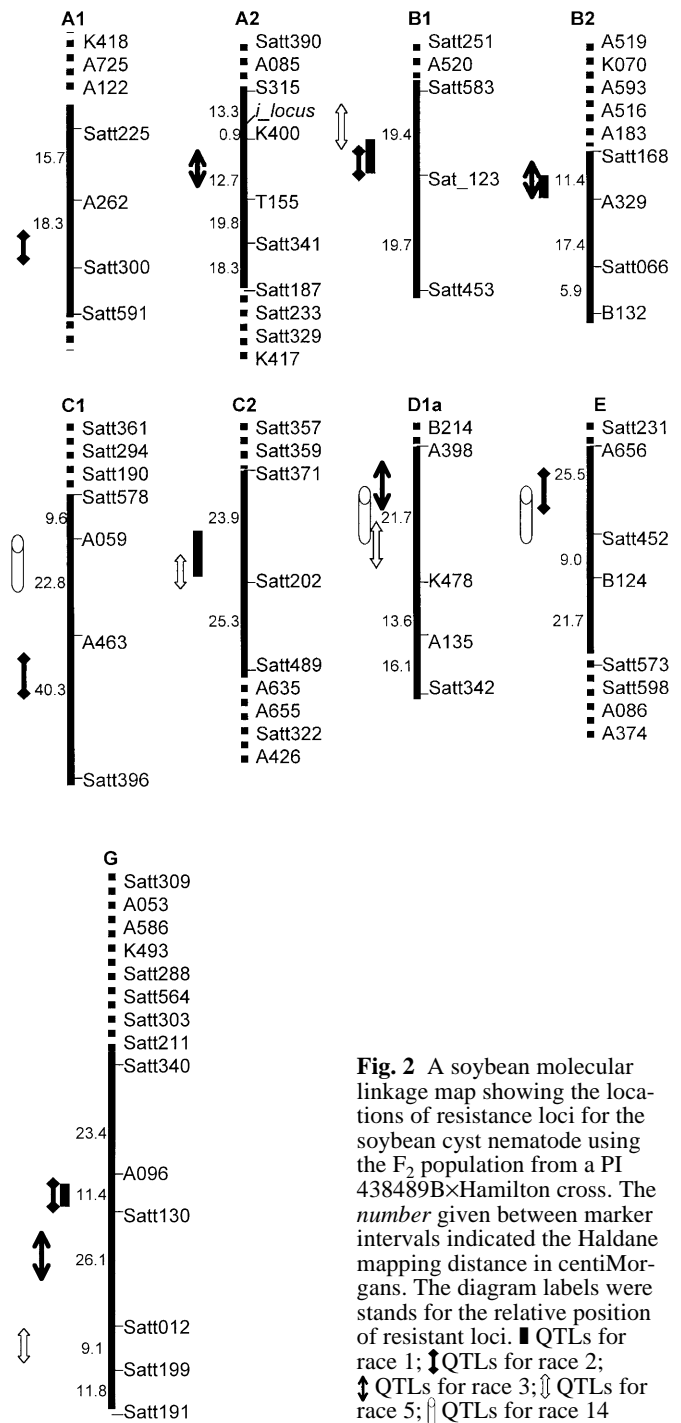 A1
K418
A725
A122
Satt225
15.7
A262
18.3
Satt300
Satt591
A2
Satt390
A085
S315
13.3
i_locus
0.9
K400
12.7
T155
19.8
Satt341
18.3
Satt187
Satt233
Satt329
K417
B1
Satt251
A520
Satt583
19.4
Sat_123
19.7
Satt453
B2
A519
K070
A593
A516
A183
Satt168
11.4
A329
17.4
Satt066
5.9
B132
C1
Satt361
Satt294
Satt190
Satt578
9.6
A059
22.8
A463
40.3
Satt396
C2
Satt357
Satt359
Satt371
23.9
Satt202
25.3
Satt489
A635
A655
Satt322
A426
D1a
B214
A398
21.7
K478
13.6
A135
16.1
Satt342
E
Satt231
A656
25.5
Satt452
9.0
B124
21.7
Satt573
Satt598
A086
A374
G
Satt309
A053
A586
K493
Satt288
Satt564
Satt303
Satt211
Satt340
23.4
A096
11.4
Satt130
26.1
Satt012
9.1
Satt199
11.8
Satt191
Fig. 2 A soybean molecular
linkage map showing the loca-
tions of resistance loci for the
soybean cyst nematode using
the F2 population from a PI
438489B×Hamilton cross. The
number given between marker
intervals indicated the Haldane
mapping distance in centiMor-
gans. The diagram labels were
stands for the relative position
of resistant loci. QTLs for
race 1; QTLs for race 2;
QTLs for race 3; QTLs for
race 5; QTLs for race 14